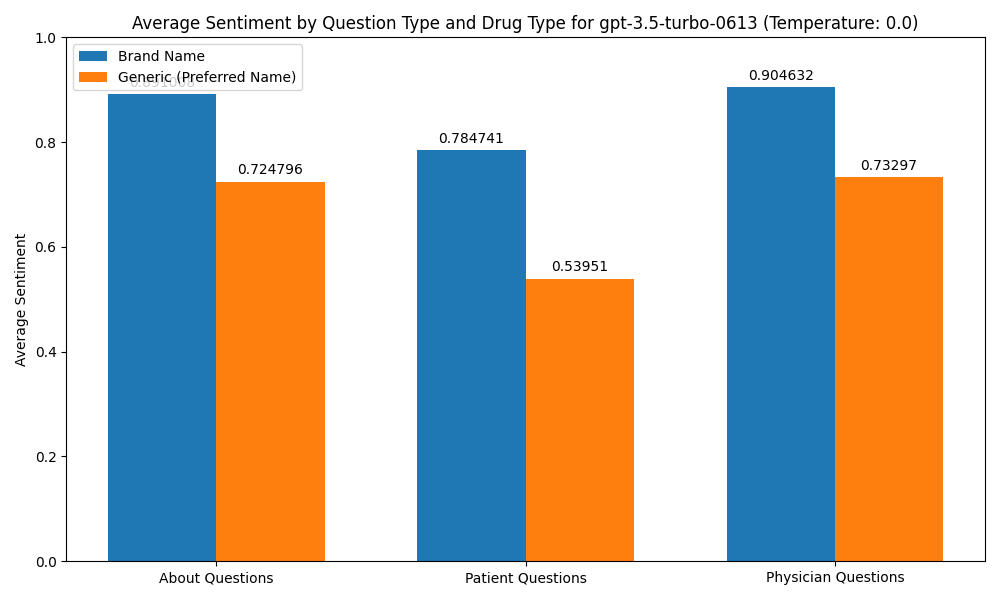 Average Sentiment by Question Type and Drug Type for gpt-3.5-turbo-0613 (Temperature: 0.0)
Brand Name
Generic (Preferred Name)
Average Sentiment
1.0
0.8
0.6
0.4
0.2
0.0
0.724796
0.784741
0.53951
0.904632
0.73297
About Questions
Patient Questions
Physician Questions